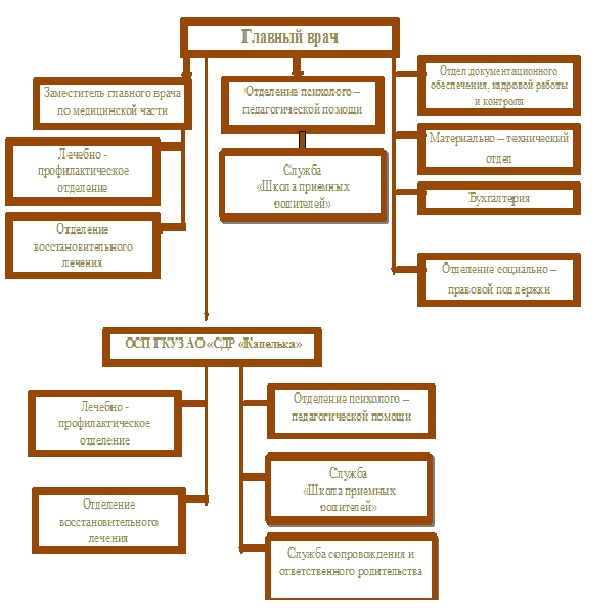 Главный врач
Заместитель главного врача
по медицинской части
Отделение психолого –
педагогической помощи
Отдел документационного
обеспечения, кадровой работы
и контроля
Материально – технический
отдел
Лечебно -
профилактическое
отделение
Служба
«Школа приемных
родителей»
Бухгалтерия
Отделение
восстановительного
лечения
Отделение социально –
правовой поддержки
ОСП ГКУЗ АО «СДР «Капелька»
Лечебно -
профилактическое
отделение
Отделение психолого –
педагогической помощи
Служба
«Школа приемных
родителей»
Отделение
восстановительного
лечения
Служба сопровождения и
ответственного родительства